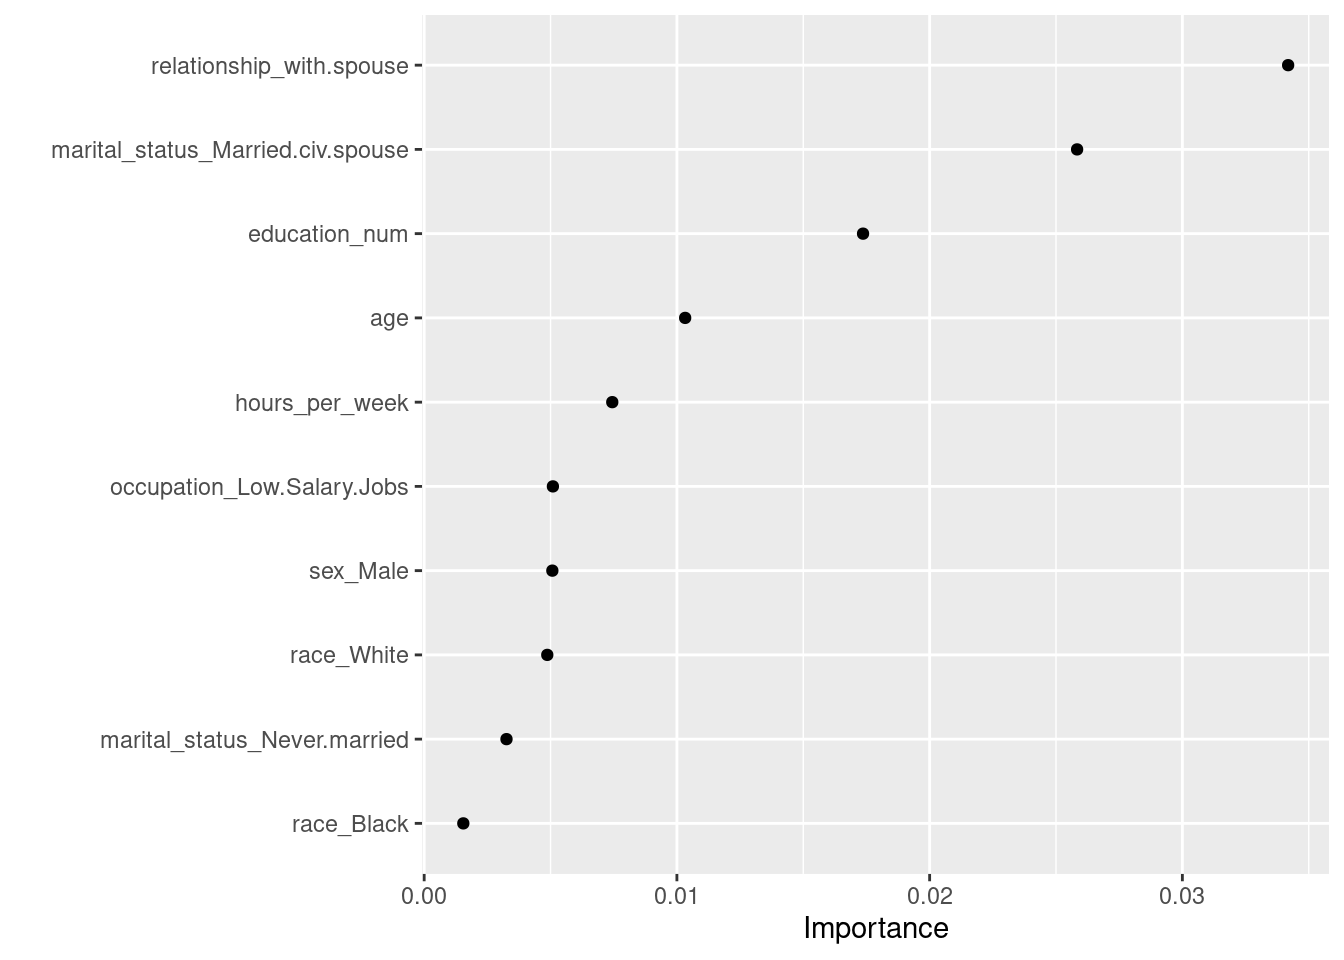 relationship_with.spouse
marital_status_Married.civ.spouse
education_num
age
hours_per_week
occupation_Low.Salary.Jobs
sex_Male
race_White
marital_status_Never.married
race_Black
0.00 0.01 0.02 0.03
Importance